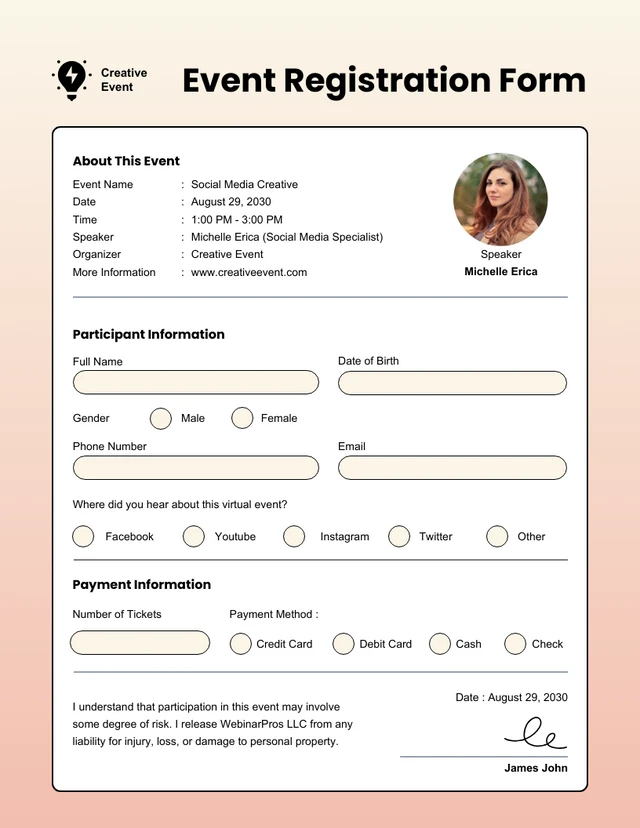 Creative
Event
Event Registration Form
About This Event
Event Name : Social Media Creative
Date : August 29, 2030
Time : 1:00 PM - 3:00 PM
Speaker : Michelle Erica (Social Media Specialist)
Organizer : Creative Event
More Information : www.creativeevent.com
Speaker
Michelle Erica
Participant Information
Full Name
Date of Birth
Gender Male Female
Phone Number
Email
Where did you hear about this virtual event?
Facebook Youtube Instagram Twitter Other
Payment Information
Number of Tickets
Payment Method :
Credit Card Debit Card Cash Check
I understand that participation in this event may involve
some degree of risk. I release WebinarPros LLC from any
liability for injury, loss, or damage to personal property.
Date : August 29, 2030
James John